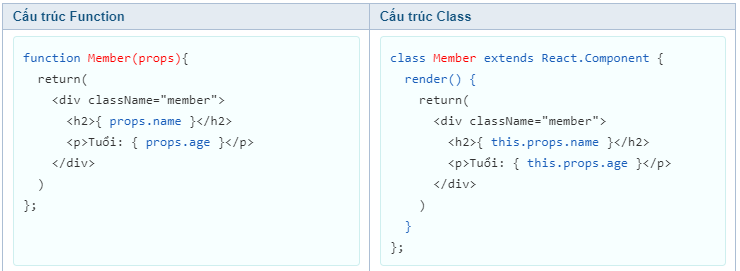 Cấu trúc Function
function Member(props){
  return(
    <div className="member">
      <h2>{ props.name }</h2>
      <p>Tuổi: { props.age }</p>
    </div>
  )
};
Cấu trúc Class
class Member extends React.Component {
  render() {
    return(
      <div className="member">
        <h2>{ this.props.name }</h2>
        <p>Tuổi: { this.props.age }</p>
      </div>
    )
  }
};